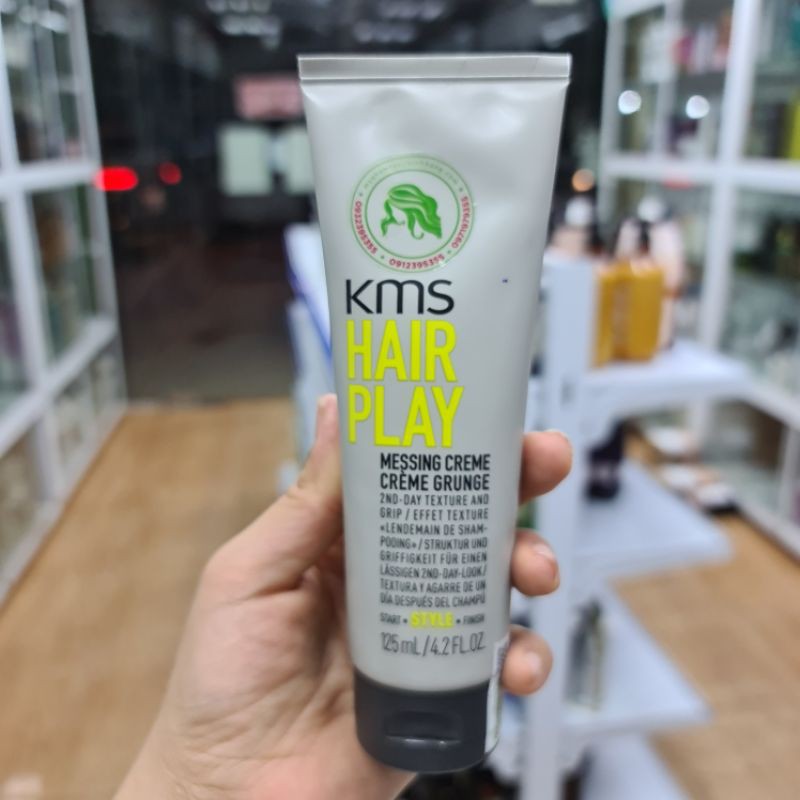 0932395355 • 0912395355 • 0971979355
KMS
HAIR
PLAY
MESSING CREME
CRÈME GRUNGE
2ND-DAY TEXTURE AND
GRIP / EFFET TEXTURE
«LENDEMAIN DE SHAM-
POOING» / STRUKTUR UND
GRIFFIGKEIT FÜR EINEN
LÄSSIGEN 2ND-DAY-LOOK /
TEXTURA Y AGARRE DE UN
DÍA DESPUÉS DEL CHAMPÚ
START • STYLE • FINISH
125 mL / 4.2 FL.OZ.